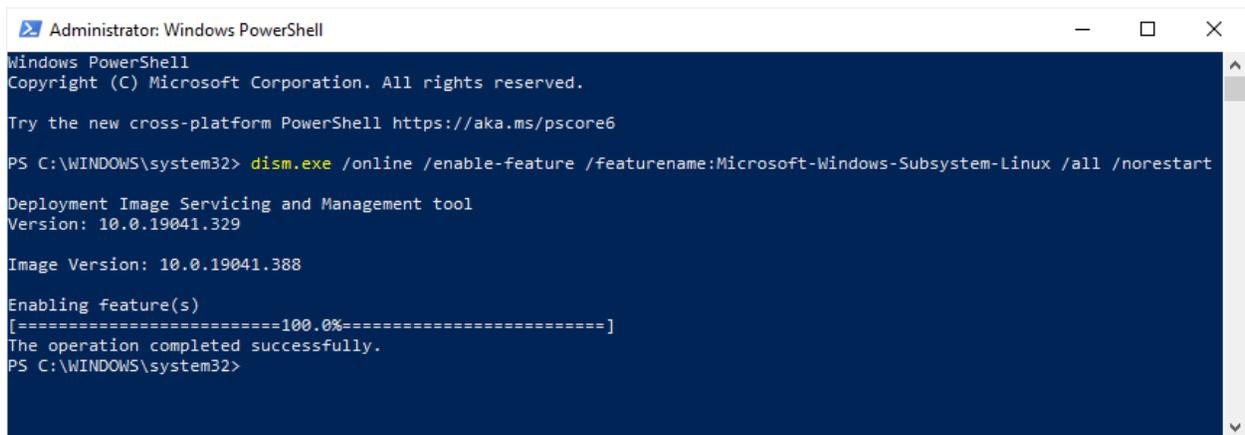 Administrator: Windows PowerShell
Windows PowerShell
Copyright (C) Microsoft Corporation. All rights reserved.
Try the new cross-platform PowerShell https://aka.ms/pscore6
PS C:\WINDOWS\system32> dism.exe /online /enable-feature /featurename:Microsoft-Windows-Subsystem-Linux /all /norestart
Deployment Image Servicing and Management tool
Version: 10.0.19041.329
Image Version: 10.0.19041.388
Enabling feature(s)
[==========================100.0%==========================]
The operation completed successfully.
PS C:\WINDOWS\system32>